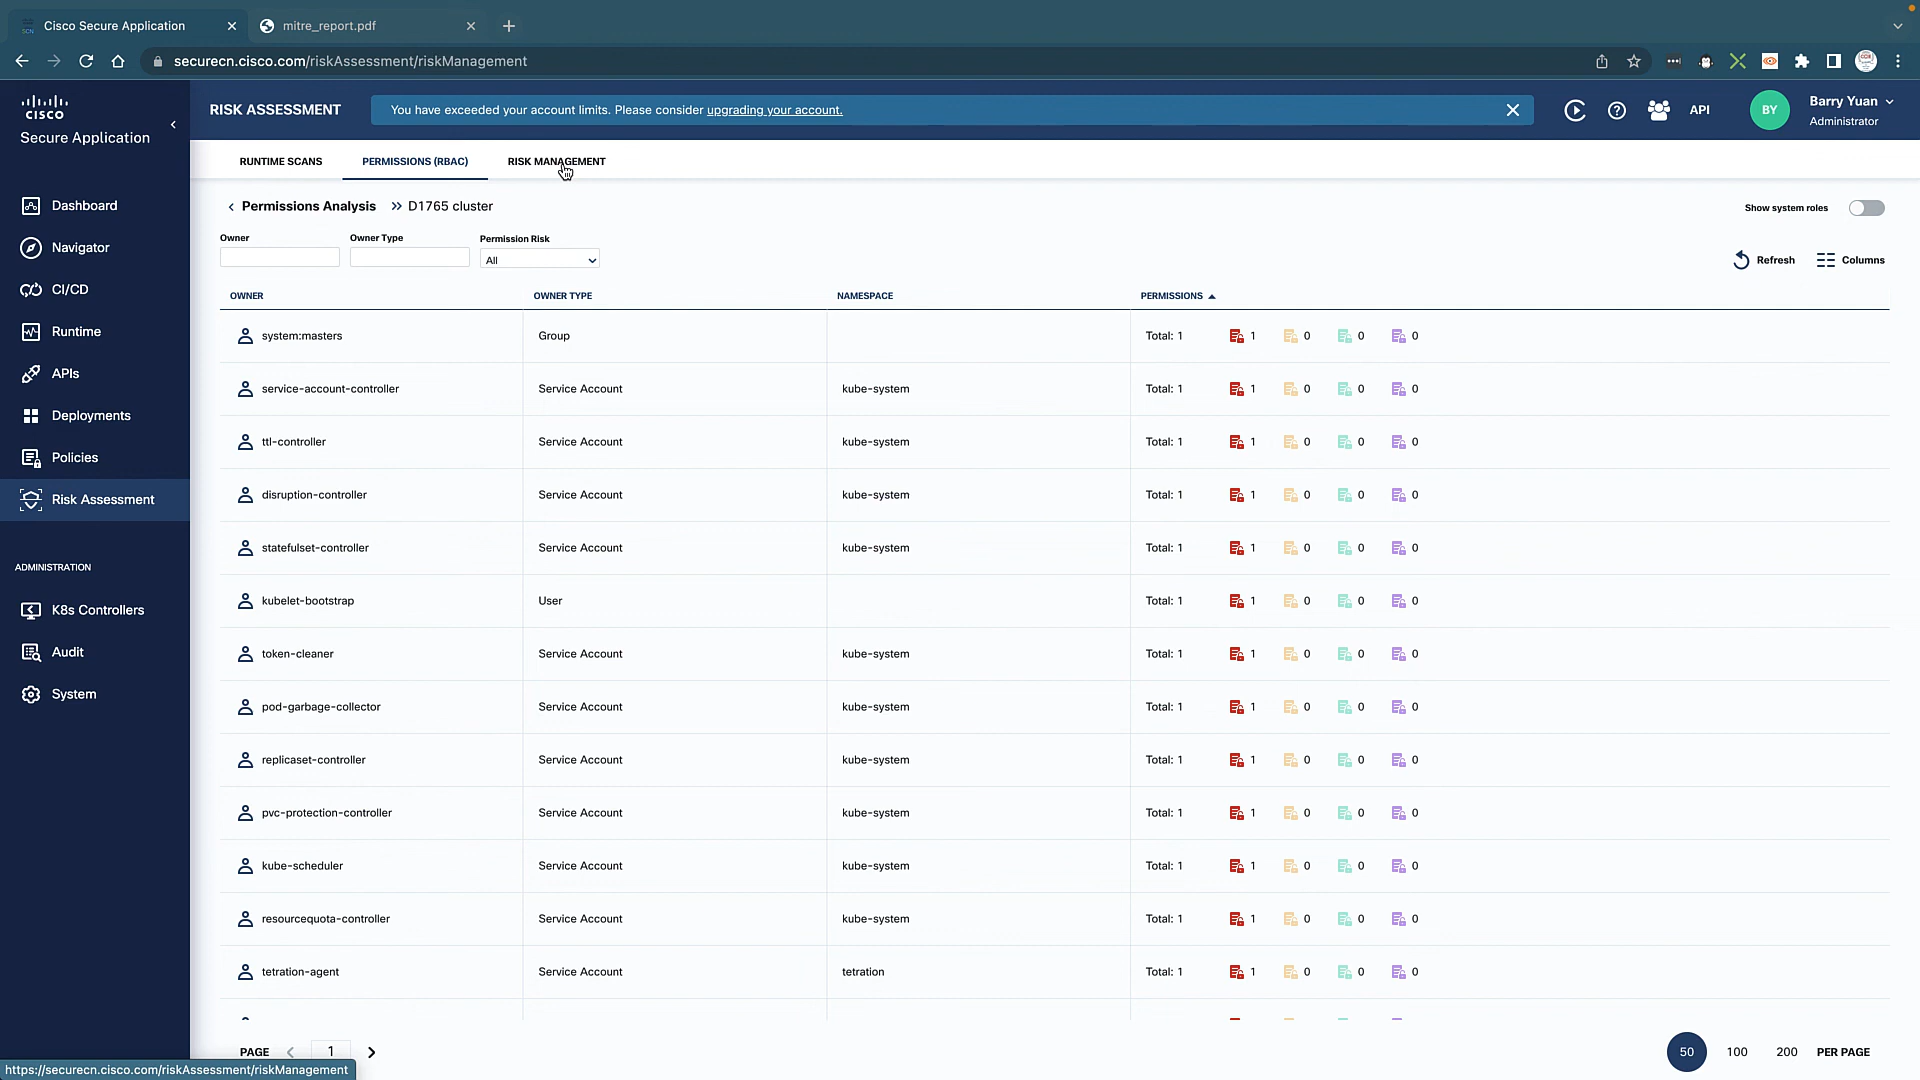 Cisco Secure Application
mitre_report.pdf
securecn.cisco.com/riskAssessment/riskManagement
CISCO
Secure Application
RISK ASSESSMENT
You have exceeded your account limits. Please consider upgrading your account.
API
BY
Barry Yuan
Administrator
RUNTIME SCANS
PERMISSIONS (RBAC)
RISK MANAGEMENT
Dashboard
Navigator
CI/CD
Runtime
APIs
Deployments
Policies
Risk Assessment
ADMINISTRATION
K8s Controllers
Audit
System
Permissions Analysis
D1765 cluster
Show system roles
Owner
Owner Type
Permission Risk
All
Refresh
Columns
OWNER OWNER TYPE NAMESPACE PERMISSIONS
system:masters Group Total: 1 1 0 0 0
service-account-controller Service Account kube-system Total: 1 1 0 0 0
ttl-controller Service Account kube-system Total: 1 1 0 0 0
disruption-controller Service Account kube-system Total: 1 1 0 0 0
statefulset-controller Service Account kube-system Total: 1 1 0 0 0
kubelet-bootstrap User Total: 1 1 0 0 0
token-cleaner Service Account kube-system Total: 1 1 0 0 0
pod-garbage-collector Service Account kube-system Total: 1 1 0 0 0
replicaset-controller Service Account kube-system Total: 1 1 0 0 0
pvc-protection-controller Service Account kube-system Total: 1 1 0 0 0
kube-scheduler Service Account kube-system Total: 1 1 0 0 0
resourcequota-controller Service Account kube-system Total: 1 1 0 0 0
tetration-agent Service Account tetration Total: 1 1 0 0 0
PAGE 1
50 100 200 PER PAGE
https://securecn.cisco.com/riskAssessment/riskManagement